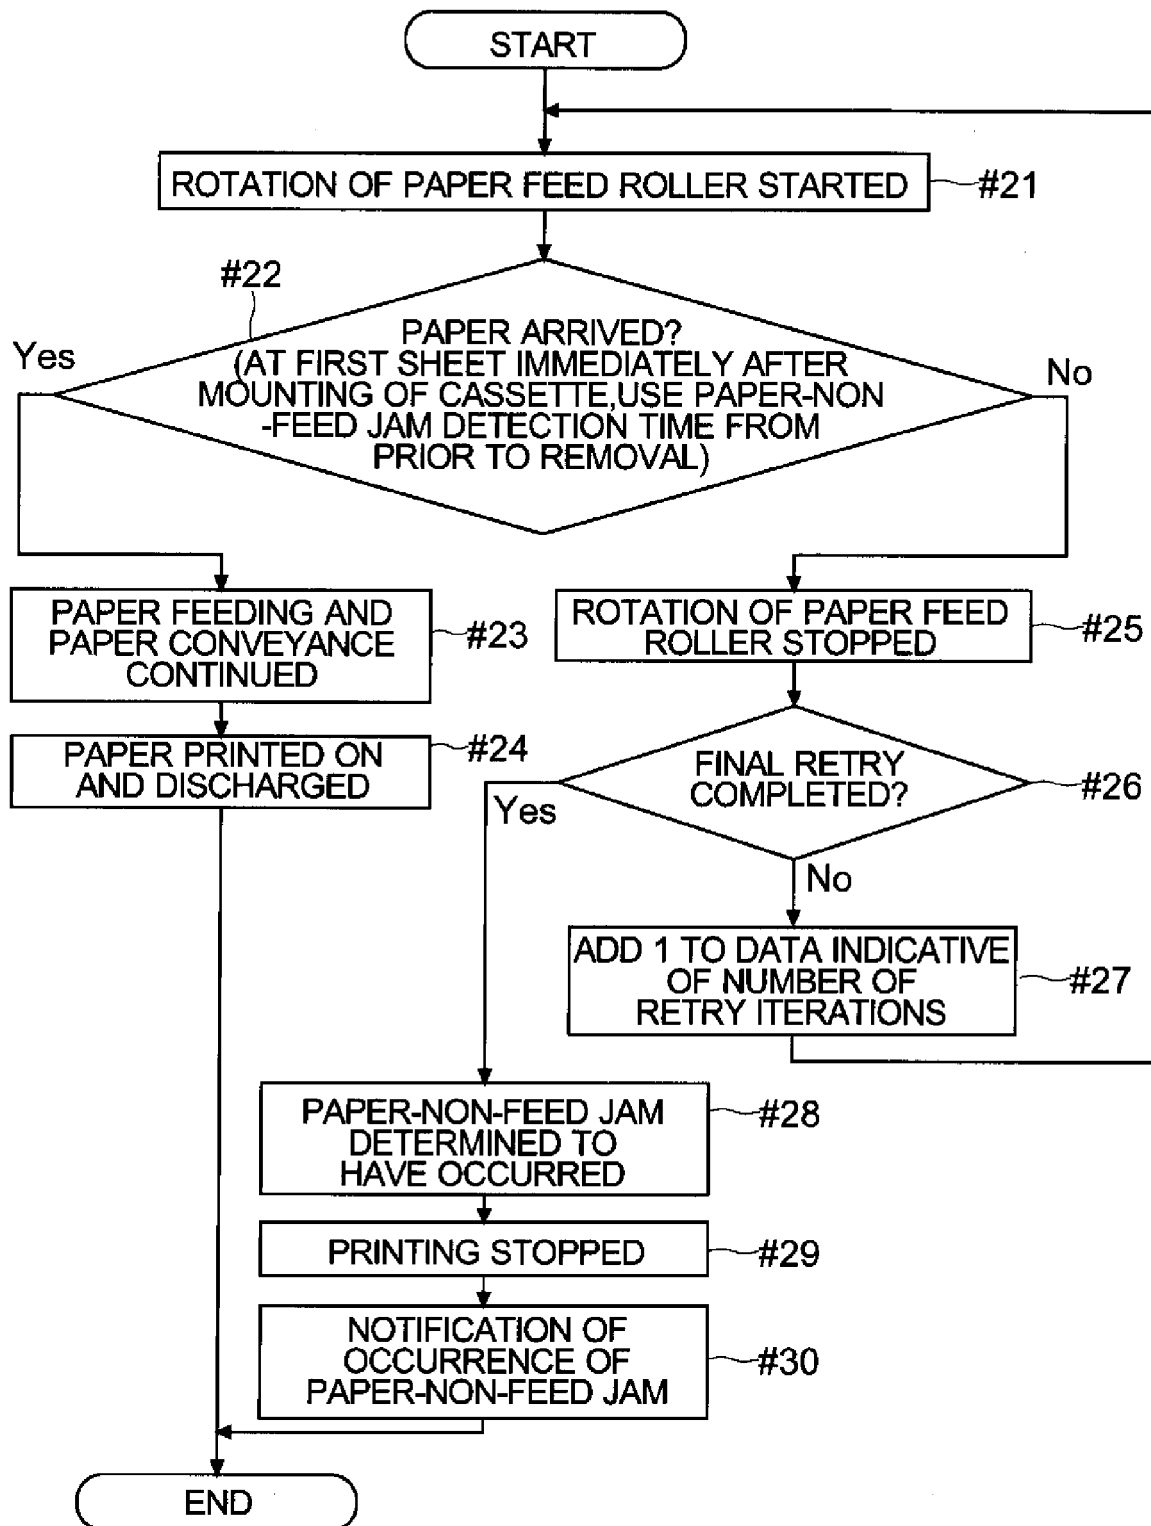 START
ROTATION OF PAPER FEED ROLLER STARTED
#21
#22
PAPER ARRIVED?
(AT FIRST SHEET IMMEDIATELY AFTER
MOUNTING OF CASSETTE,USE PAPER-NON
-FEED JAM DETECTION TIME FROM
PRIOR TO REMOVAL)
Yes
No
PAPER FEEDING AND
PAPER CONVEYANCE
CONTINUED
#23
ROTATION OF PAPER FEED
ROLLER STOPPED
#25
PAPER PRINTED ON
AND DISCHARGED
#24
FINAL RETRY
COMPLETED?
#26
Yes
No
ADD 1 TO DATA INDICATIVE
OF NUMBER OF
RETRY ITERATIONS
#27
PAPER-NON-FEED JAM
DETERMINED TO
HAVE OCCURRED
#28
PRINTING STOPPED
#29
NOTIFICATION OF
OCCURRENCE OF
PAPER-NON-FEED JAM
#30
END